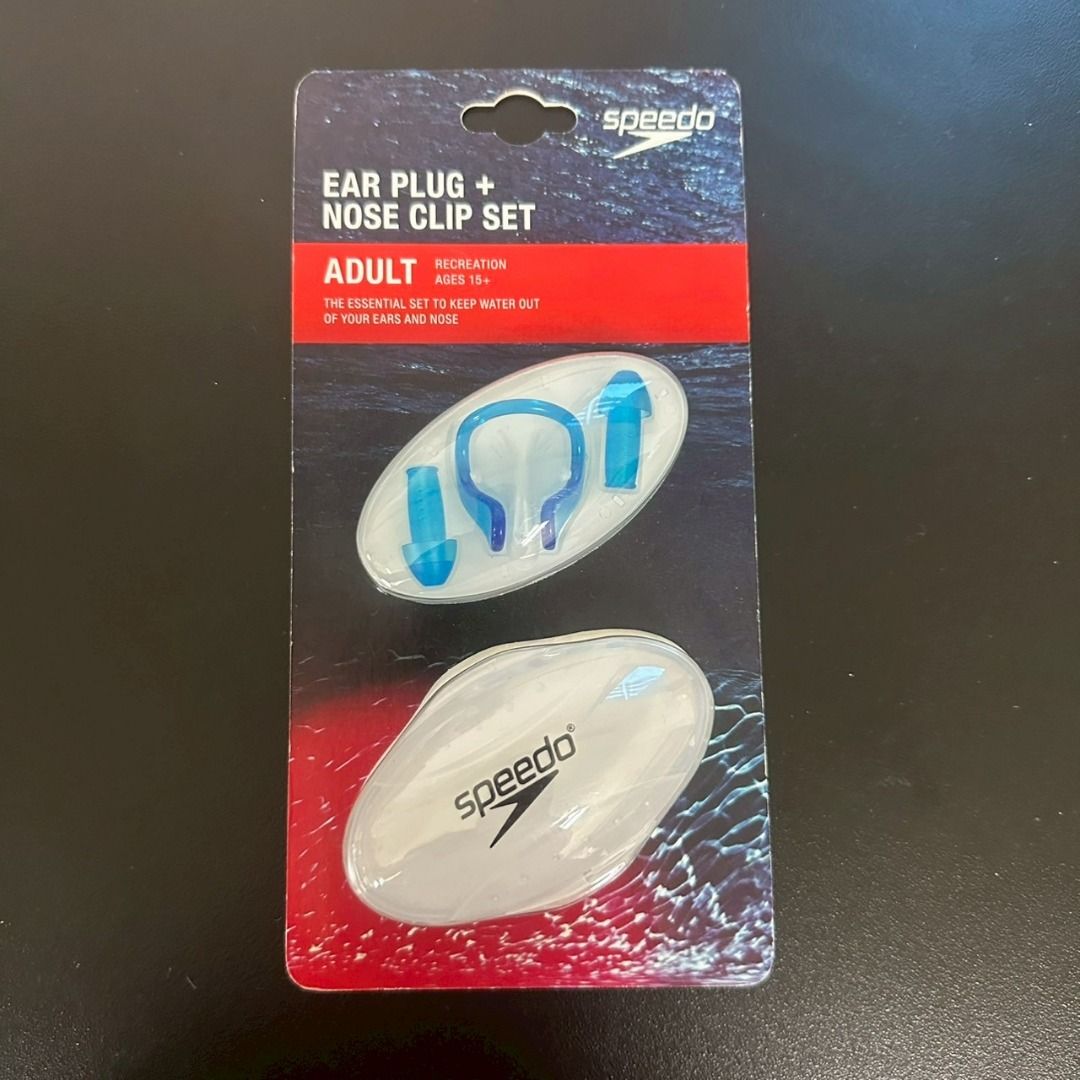 speedo
EAR PLUG +
NOSE CLIP SET
ADULT
RECREATION
AGES 15+
THE ESSENTIAL SET TO KEEP WATER OUT
OF YOUR EARS AND NOSE
speedo®